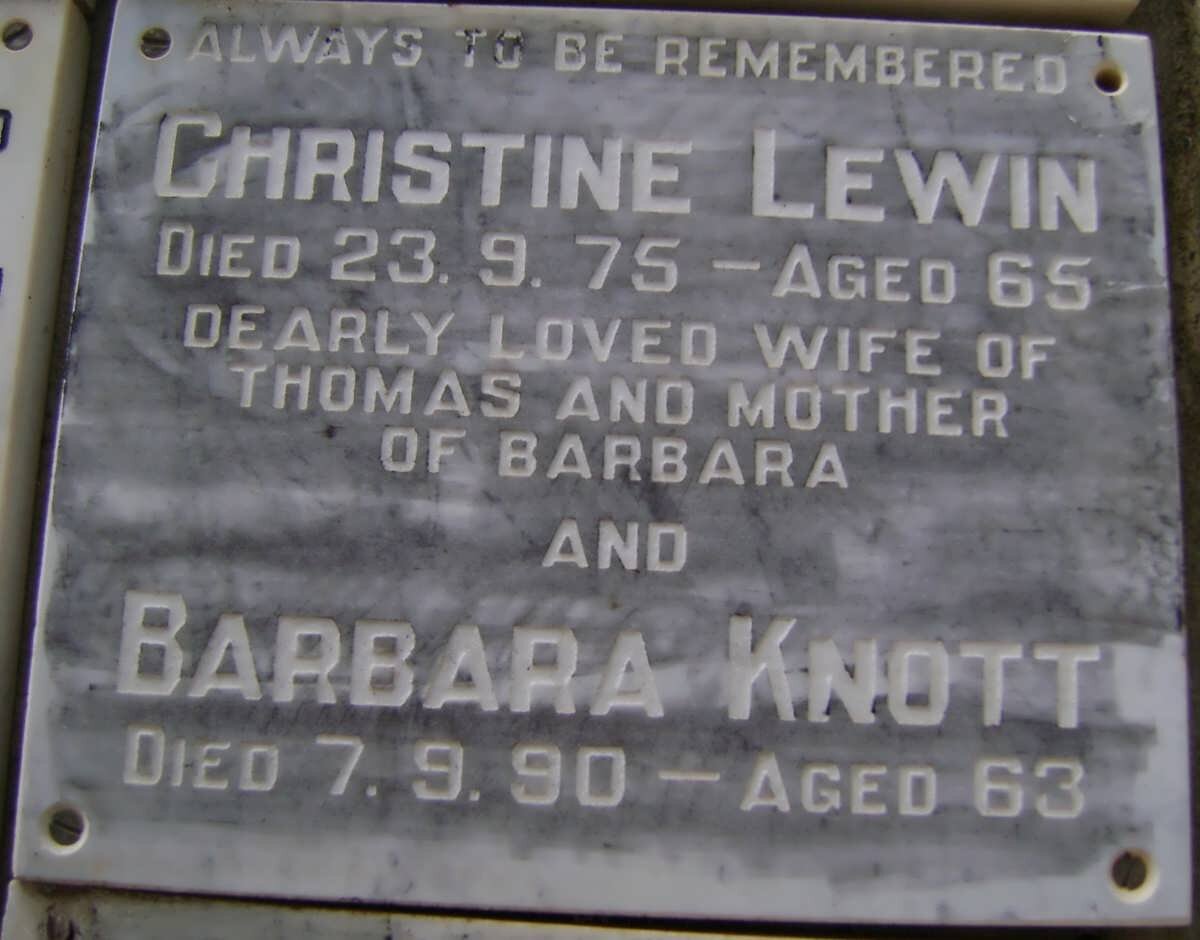 ALWAYS TO BE REMEMBERED
CHRISTINE LEWIN
DIED 23. 9. 75 – AGED 65
DEARLY LOVED WIFE OF
THOMAS AND MOTHER
OF BARBARA
AND
BARBARA KNOTT
DIED 7. 9. 90 – AGED 63